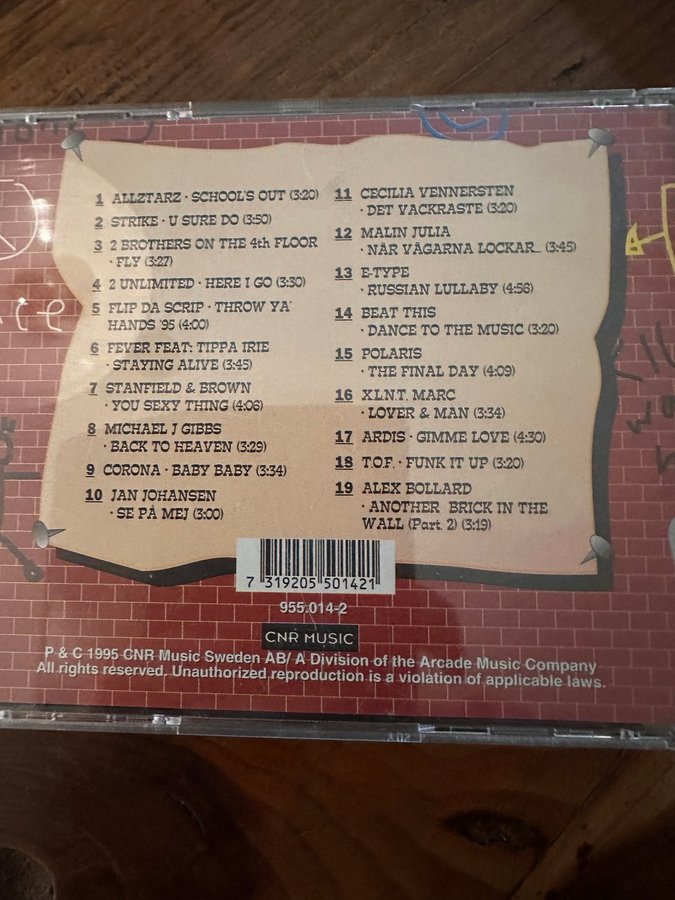 1 ALLZTARZ · SCHOOL'S OUT (3:20)
2 STRIKE · U SURE DO (3:50)
3 2 BROTHERS ON THE 4th FLOOR
· FLY (3:27)
4 2 UNLIMITED · HERE I GO (3:30)
5 FLIP DA SCRIP · THROW YA'
HANDS '95 (4:00)
6 FEVER FEAT: TIPPA IRIE
· STAYING ALIVE (3:45)
7 STANFIELD & BROWN
· YOU SEXY THING (4:06)
8 MICHAEL J GIBBS
· BACK TO HEAVEN (3:29)
9 CORONA · BABY BABY (3:34)
10 JAN JOHANSEN
· SE PÅ MEJ (3:00)
11 CECILIA VENNERSTEN
· DET VACKRASTE (3:20)
12 MALIN JULIA
· NÄR VÄGARNA LOCKAR... (3:45)
13 E-TYPE
· RUSSIAN LULLABY (4:56)
14 BEAT THIS
· DANCE TO THE MUSIC (3:20)
15 POLARIS
· THE FINAL DAY (4:09)
16 X.L.N.T. MARC
· LOVER & MAN (3:34)
17 ARDIS · GIMME LOVE (4:30)
18 T.O.F. · FUNK IT UP (3:20)
19 ALEX BOLLARD
· ANOTHER BRICK IN THE
WALL (Part. 2) (3:19)
7 319205 501421
955.014-2
CNR MUSIC
P & C 1995 CNR Music Sweden AB/ A Division of the Arcade Music Company
All rights reserved. Unauthorized reproduction is a violation of applicable laws.